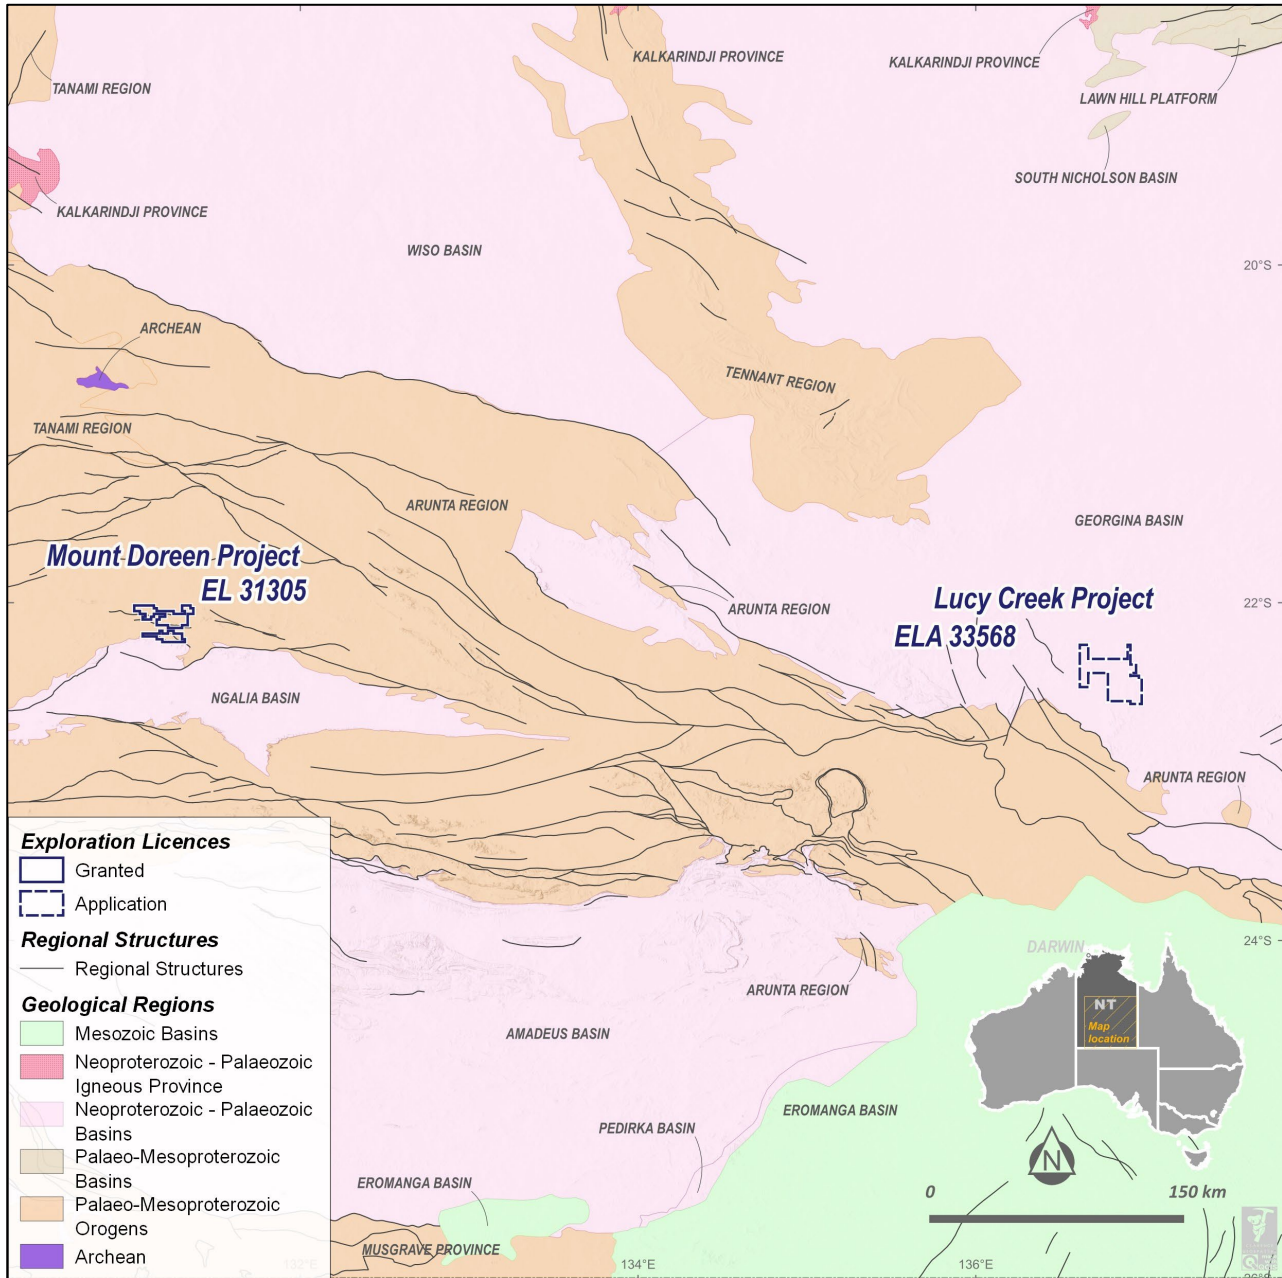 KALKARINDJI PROVINCE
KALKARINDJI PROVINCE
TANAMI REGION
LAWN HILL PLATFORM
SOUTH NICHOLSON BASIN
KALKARINDJI PROVINCE
WISO BASIN
20°S
ARCHEAN
TENNANT REGION
TANAMI REGION
ARUNTA REGION
GEORGINA BASIN
Mount Doreen Project
EL 31305
Lucy Creek Project
ELA 33568
ARUNTA REGION
22°S
NGALIA BASIN
ARUNTA REGION
Exploration Licences
Granted
Application
Regional Structures
Regional Structures
Geological Regions
Mesozoic Basins
Neoproterozoic - Palaeozoic
Igneous Province
Neoproterozoic - Palaeozoic
Basins
Palaeo-Mesoproterozoic
Basins
Palaeo-Mesoproterozoic
Orogens
Archean
24°S
DARWIN
NT
Map
location
ARUNTA REGION
AMADEUS BASIN
EROMANGA BASIN
PEDIRKA BASIN
EROMANGA BASIN
N
0
150 km
MUSGRAVE PROVINCE
132°E
134°E
136°E
26°S